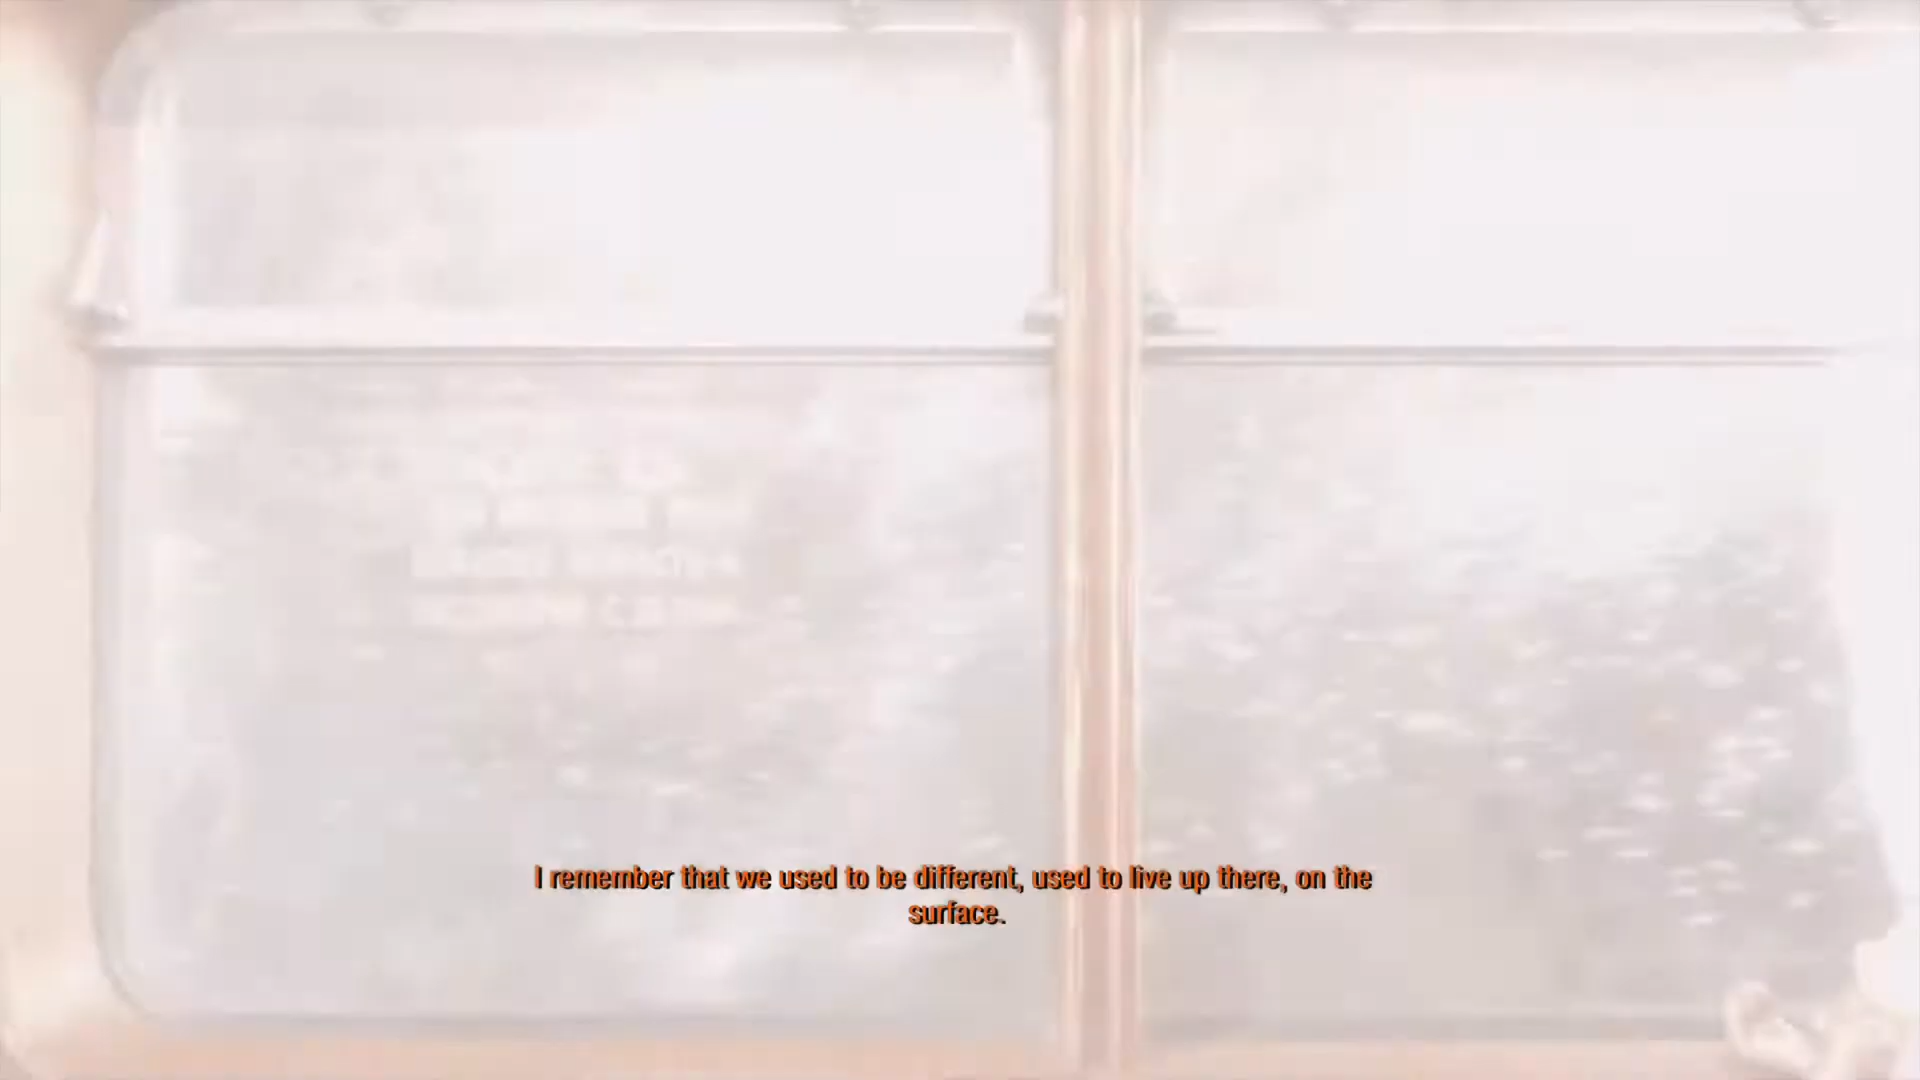 I remember that we used to be different, used to live up there, on the
surface.